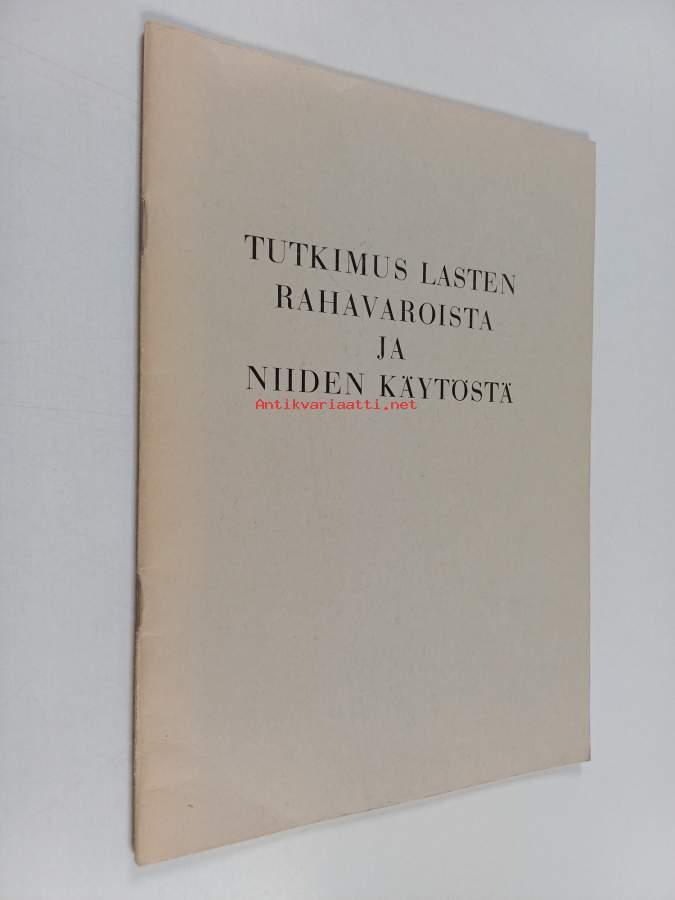 TUTKIMUS LASTEN
RAHAVAROISTA
JA
NIIDEN KÄYTÖSTÄ
Antikvariaatti.net